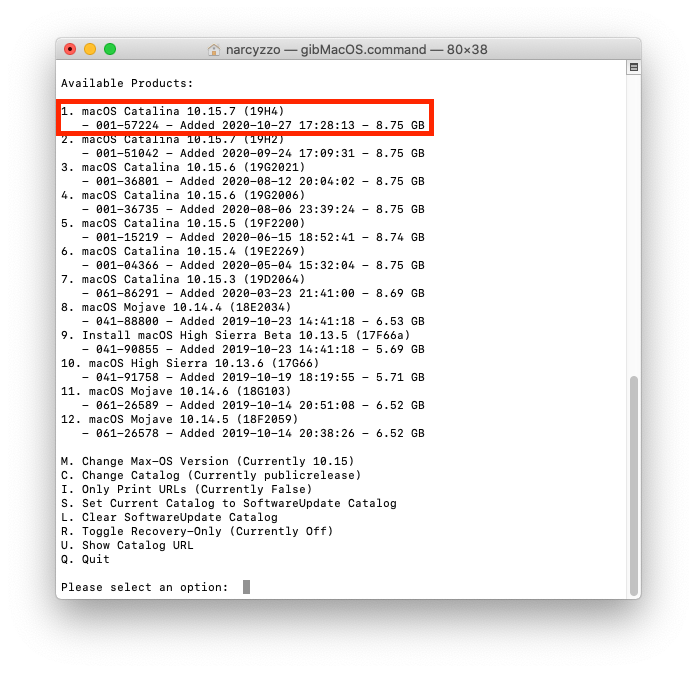 narcyzzo — gibMacOS.command — 80×38
Available Products:
1. macOS Catalina 10.15.7 (19H4)
- 001-57224 - Added 2020-10-27 17:28:13 - 8.75 GB
2. macOS Catalina 10.15.7 (19H2)
- 001-51042 - Added 2020-09-24 17:09:31 - 8.75 GB
3. macOS Catalina 10.15.6 (19G2021)
- 001-36801 - Added 2020-08-12 20:04:02 - 8.75 GB
4. macOS Catalina 10.15.6 (19G2006)
- 001-36735 - Added 2020-08-06 23:39:24 - 8.75 GB
5. macOS Catalina 10.15.5 (19F2200)
- 001-15219 - Added 2020-06-15 18:52:41 - 8.74 GB
6. macOS Catalina 10.15.4 (19E2269)
- 001-04366 - Added 2020-05-04 15:32:04 - 8.75 GB
7. macOS Catalina 10.15.3 (19D2064)
- 061-86291 - Added 2020-03-23 21:41:00 - 8.69 GB
8. macOS Mojave 10.14.4 (18E2034)
- 041-88800 - Added 2019-10-23 14:41:18 - 6.53 GB
9. Install macOS High Sierra Beta 10.13.5 (17F66a)
- 041-90855 - Added 2019-10-23 14:41:18 - 5.69 GB
10. macOS High Sierra 10.13.6 (17G66)
- 041-91758 - Added 2019-10-19 18:19:55 - 5.71 GB
11. macOS Mojave 10.14.6 (18G103)
- 061-26589 - Added 2019-10-14 20:51:08 - 6.52 GB
12. macOS Mojave 10.14.5 (18F2059)
- 061-26578 - Added 2019-10-14 20:38:26 - 6.52 GB
M. Change Max-OS Version (Currently 10.15)
C. Change Catalog (Currently publicrelease)
I. Only Print URLs (Currently False)
S. Set Current Catalog to SoftwareUpdate Catalog
L. Clear SoftwareUpdate Catalog
R. Toggle Recovery-Only (Currently Off)
U. Show Catalog URL
Q. Quit
Please select an option: